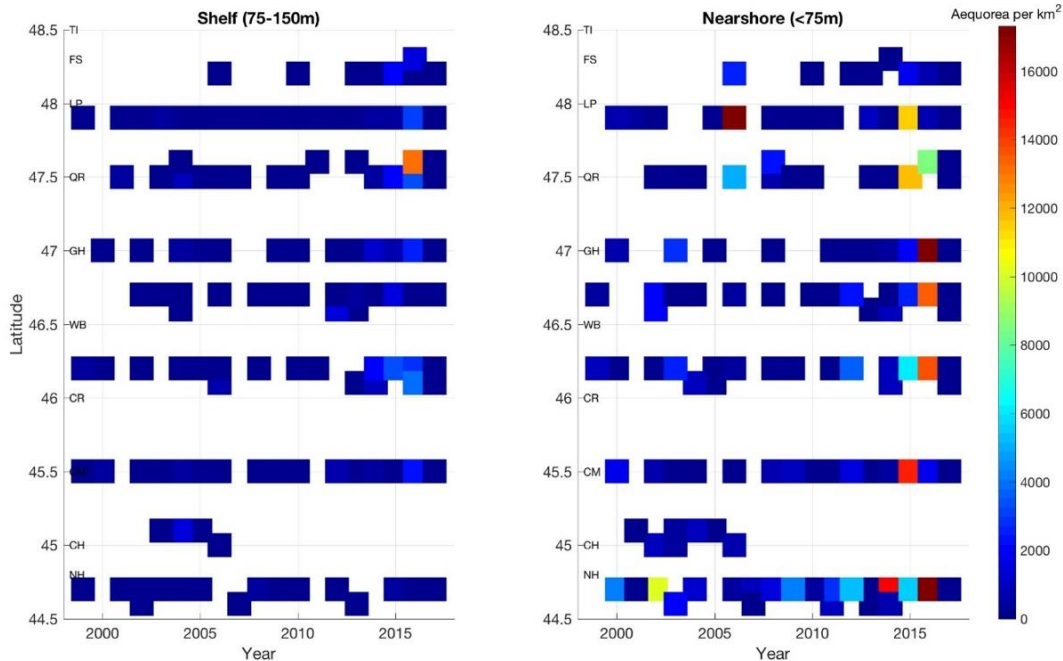 Shelf (75-150m)
Nearshore (<75m)
Aequorea per km²
48.5 TI
FS
48 LP
47.5 QR
47 GH
Latitude
46.5 WB
46 CR
45.5 CM
45 CH
NH
44.5
2000 2005 2010 2015
Year
48.5 TI
FS
48 LP
47.5 QR
47 GH
46.5 WB
46 CR
45.5 CM
45 CH
NH
44.5
2000 2005 2010 2015
Year
16000
14000
12000
10000
8000
6000
4000
2000
0